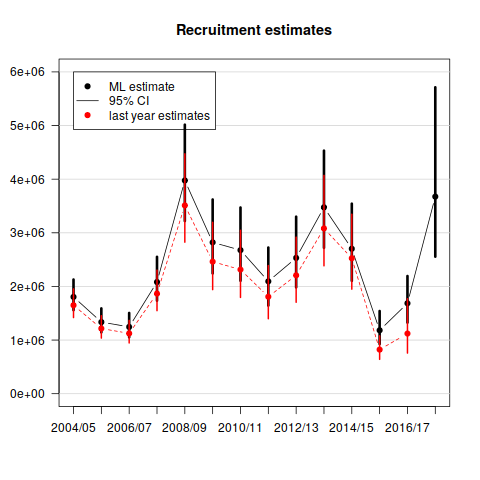 Recruitment estimates
6e+06
5e+06
4e+06
3e+06
2e+06
1e+06
0e+00
ML estimate
95% CI
last year estimates
2004/05 2006/07 2008/09 2010/11 2012/13 2014/15 2016/17